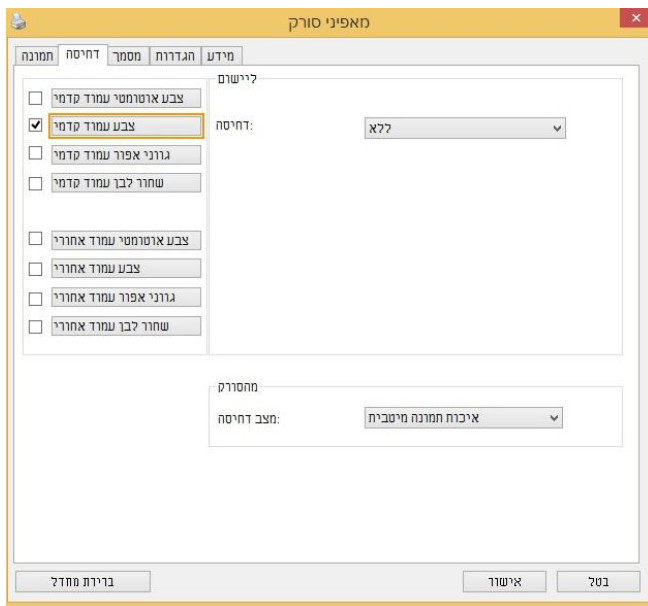 מאפיני סורק
תמונה דחיסה מסמך הגדרות מידע
צבע אוטומטי עמוד קדמי
צבע עמוד קדמי
גווני אפור עמוד קדמי
שחור לבן עמוד קדמי
צבע אוטומטי עמוד אחורי
צבע עמוד אחורי
גווני אפור עמוד אחורי
שחור לבן עמוד אחורי
ליישום
דחיסה: ללא
מהסורק
מצב דחיסה: איכות תמונה מיטבית
ברירת מחדל אישור בטל